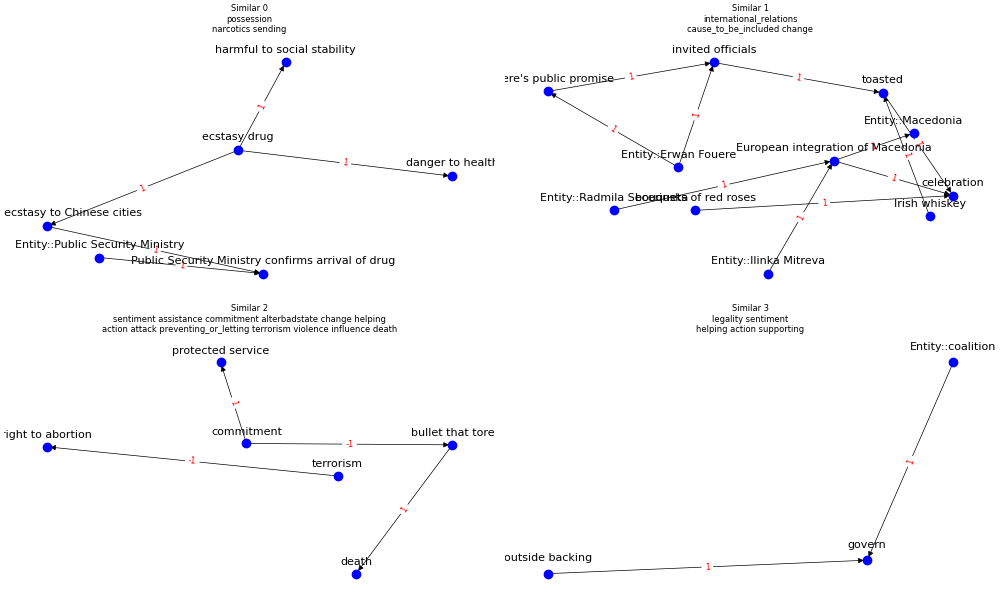 Similar 0
possession
narcotics sending
harmful to social stability
1
ecstasy drug
1
danger to health
1
ecstasy to Chinese cities
Entity::Public Security Ministry
1
Public Security Ministry confirms arrival of drug
1
Similar 1
international_relations
cause_to_be_included change
invited officials
ere's public promise
1
1
toasted
1
1
Entity::Macedonia
Entity::Erwan Fouere
European integration of Macedonia
1
1
1
1
celebration
Entity::Radmila
bouquets of red roses
1
Irish whiskey
1
Entity::Ilinka Mitreva
Similar 2
sentiment assistance commitment alterbadstate change helping
action attack preventing_or_letting terrorism violence influence death
protected service
1
right to abortion
commitment
-1
bullet that tore
-1
terrorism
1
death
Similar 3
legality sentiment
helping action supporting
Entity::coalition
1
govern
outside backing
1